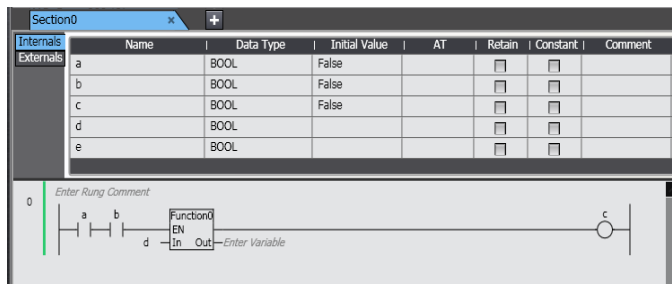 Section0 × +
Internals Name Data Type Initial Value AT Retain Constant Comment
Externals a BOOL False
b BOOL False
c BOOL False
d BOOL
e BOOL
0 Enter Rung Comment
a b Function0 c
EN
d In Out Enter Variable